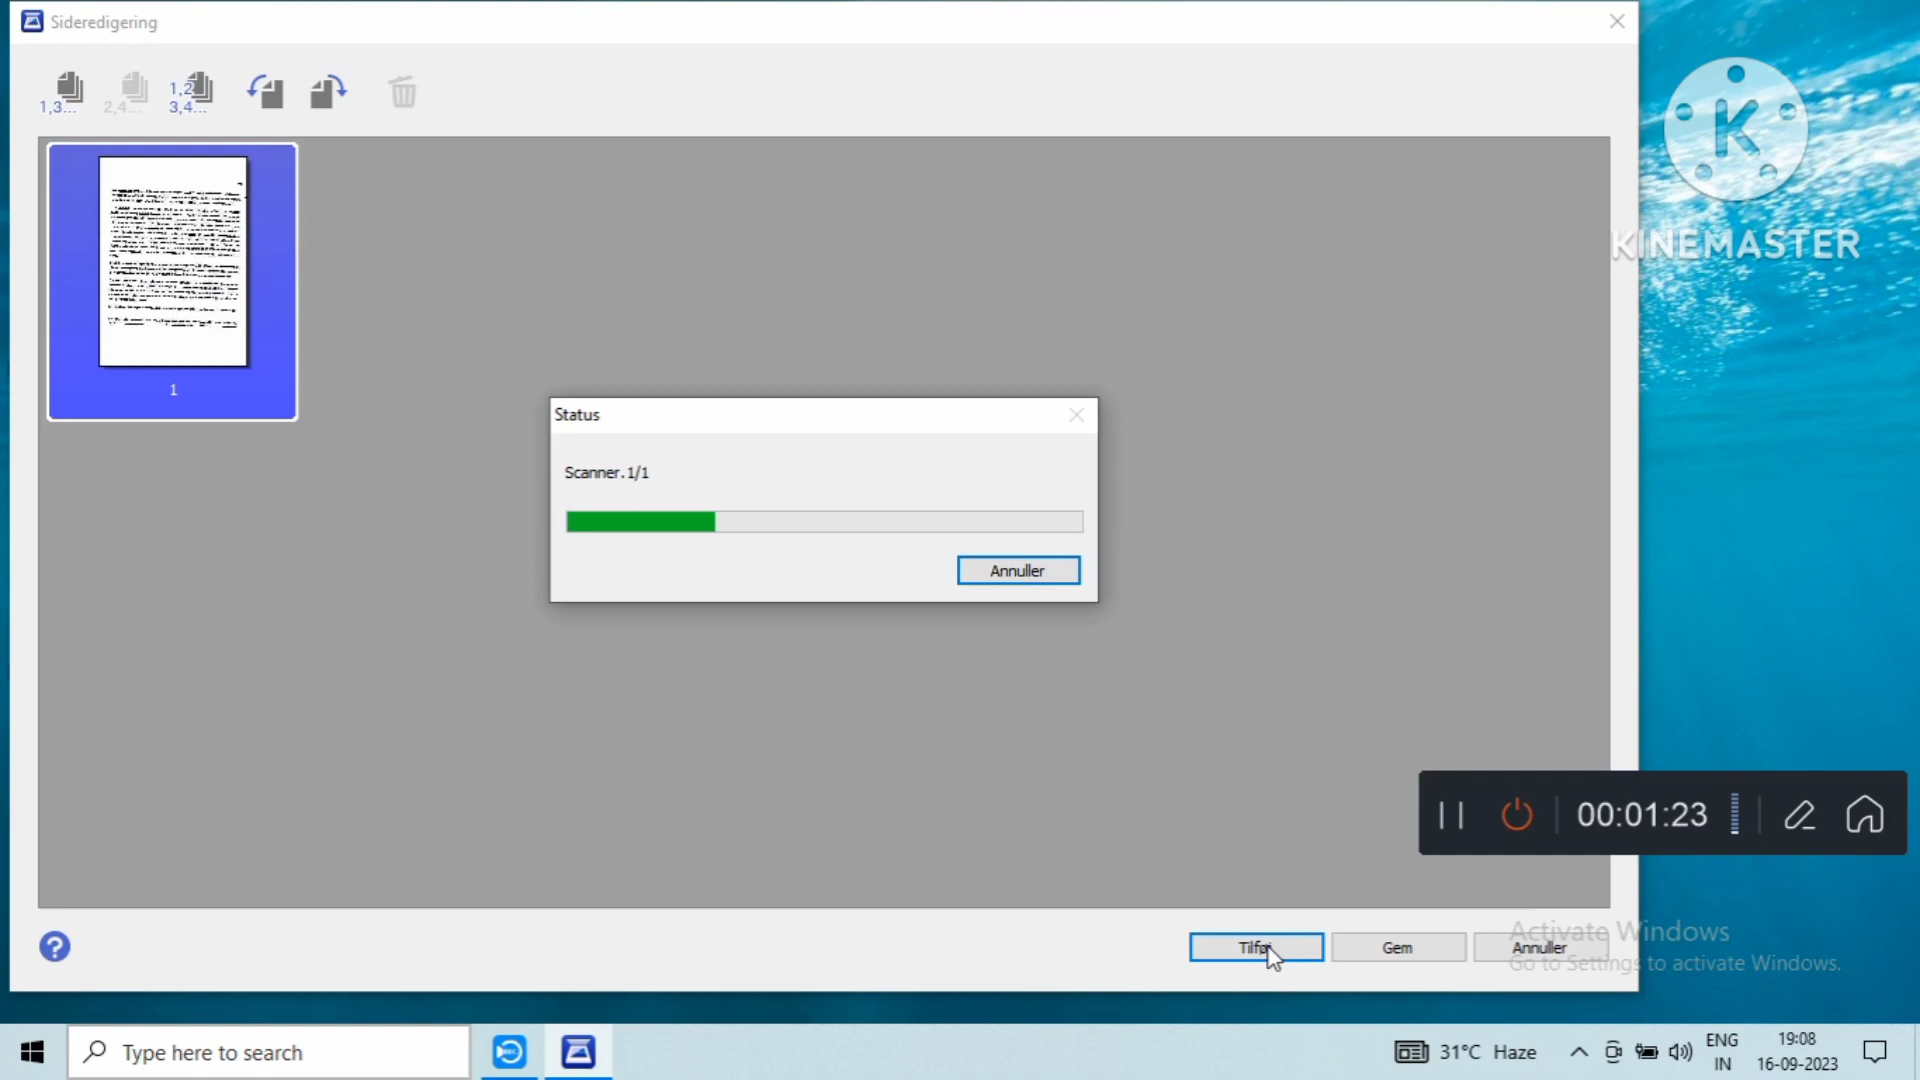 Sideredigering
1,3...
2,4...
1,2
3,4...
1
Status
Scanner. 1/1
Annuller
K
KINEMASTER
00:01:23
Tilføj
Gem
Annuller
Activate Windows
Go to Settings to activate Windows.
Type here to search
31°C Haze
ENG
IN
19:08
16-09-2023